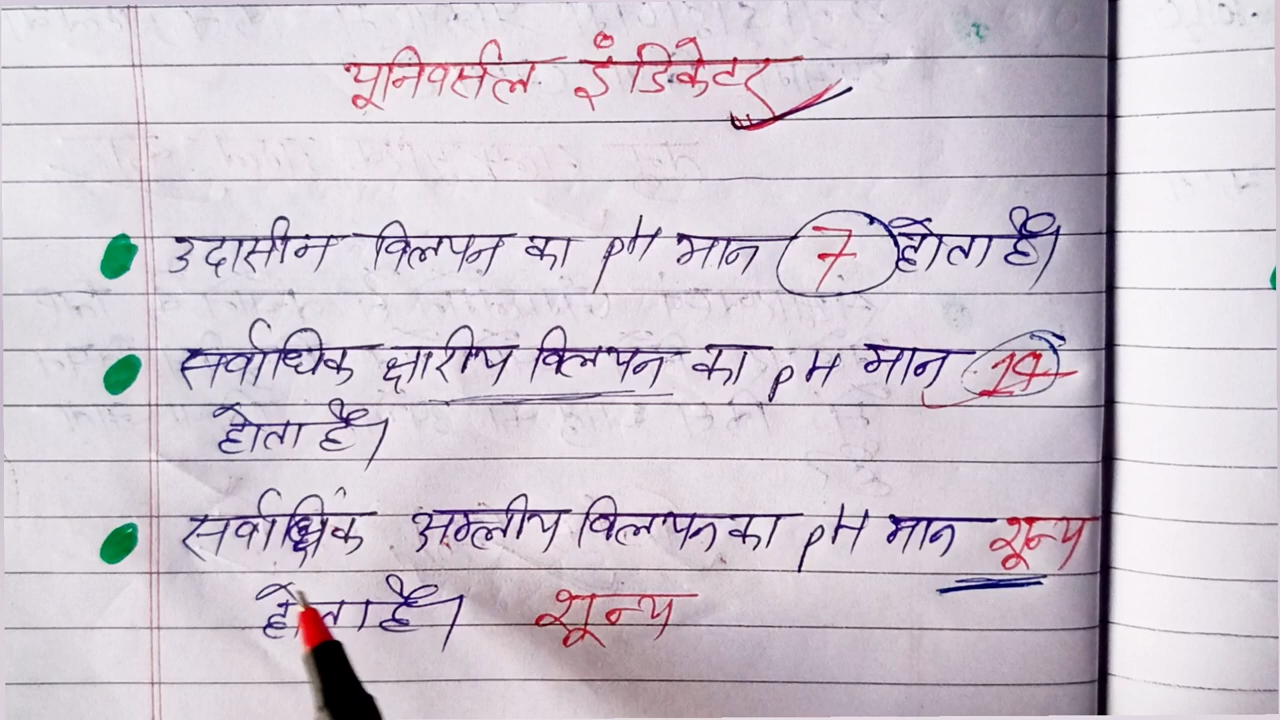 यूनिवर्सल इंडिकेटर
उदासीन विलयन का pH मान 7 होता है।
सर्वाधिक क्षारीय विलयन का pH मान 14
होता है।
सर्वाधिक अम्लीय विलयन का pH मान शून्य
होता है। शून्य